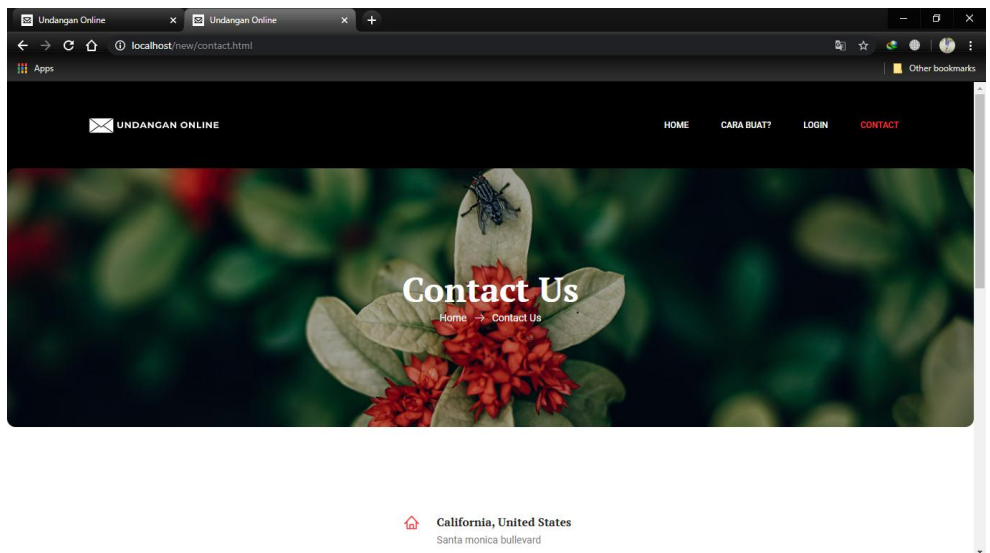 Undangan Online
Undangan Online
localhost/new/contact.html
Apps
Other bookmarks
UNDANGAN ONLINE
HOME CARA BUAT? LOGIN CONTACT
Contact Us
Home → Contact Us
California, United States
Santa monica bullevard